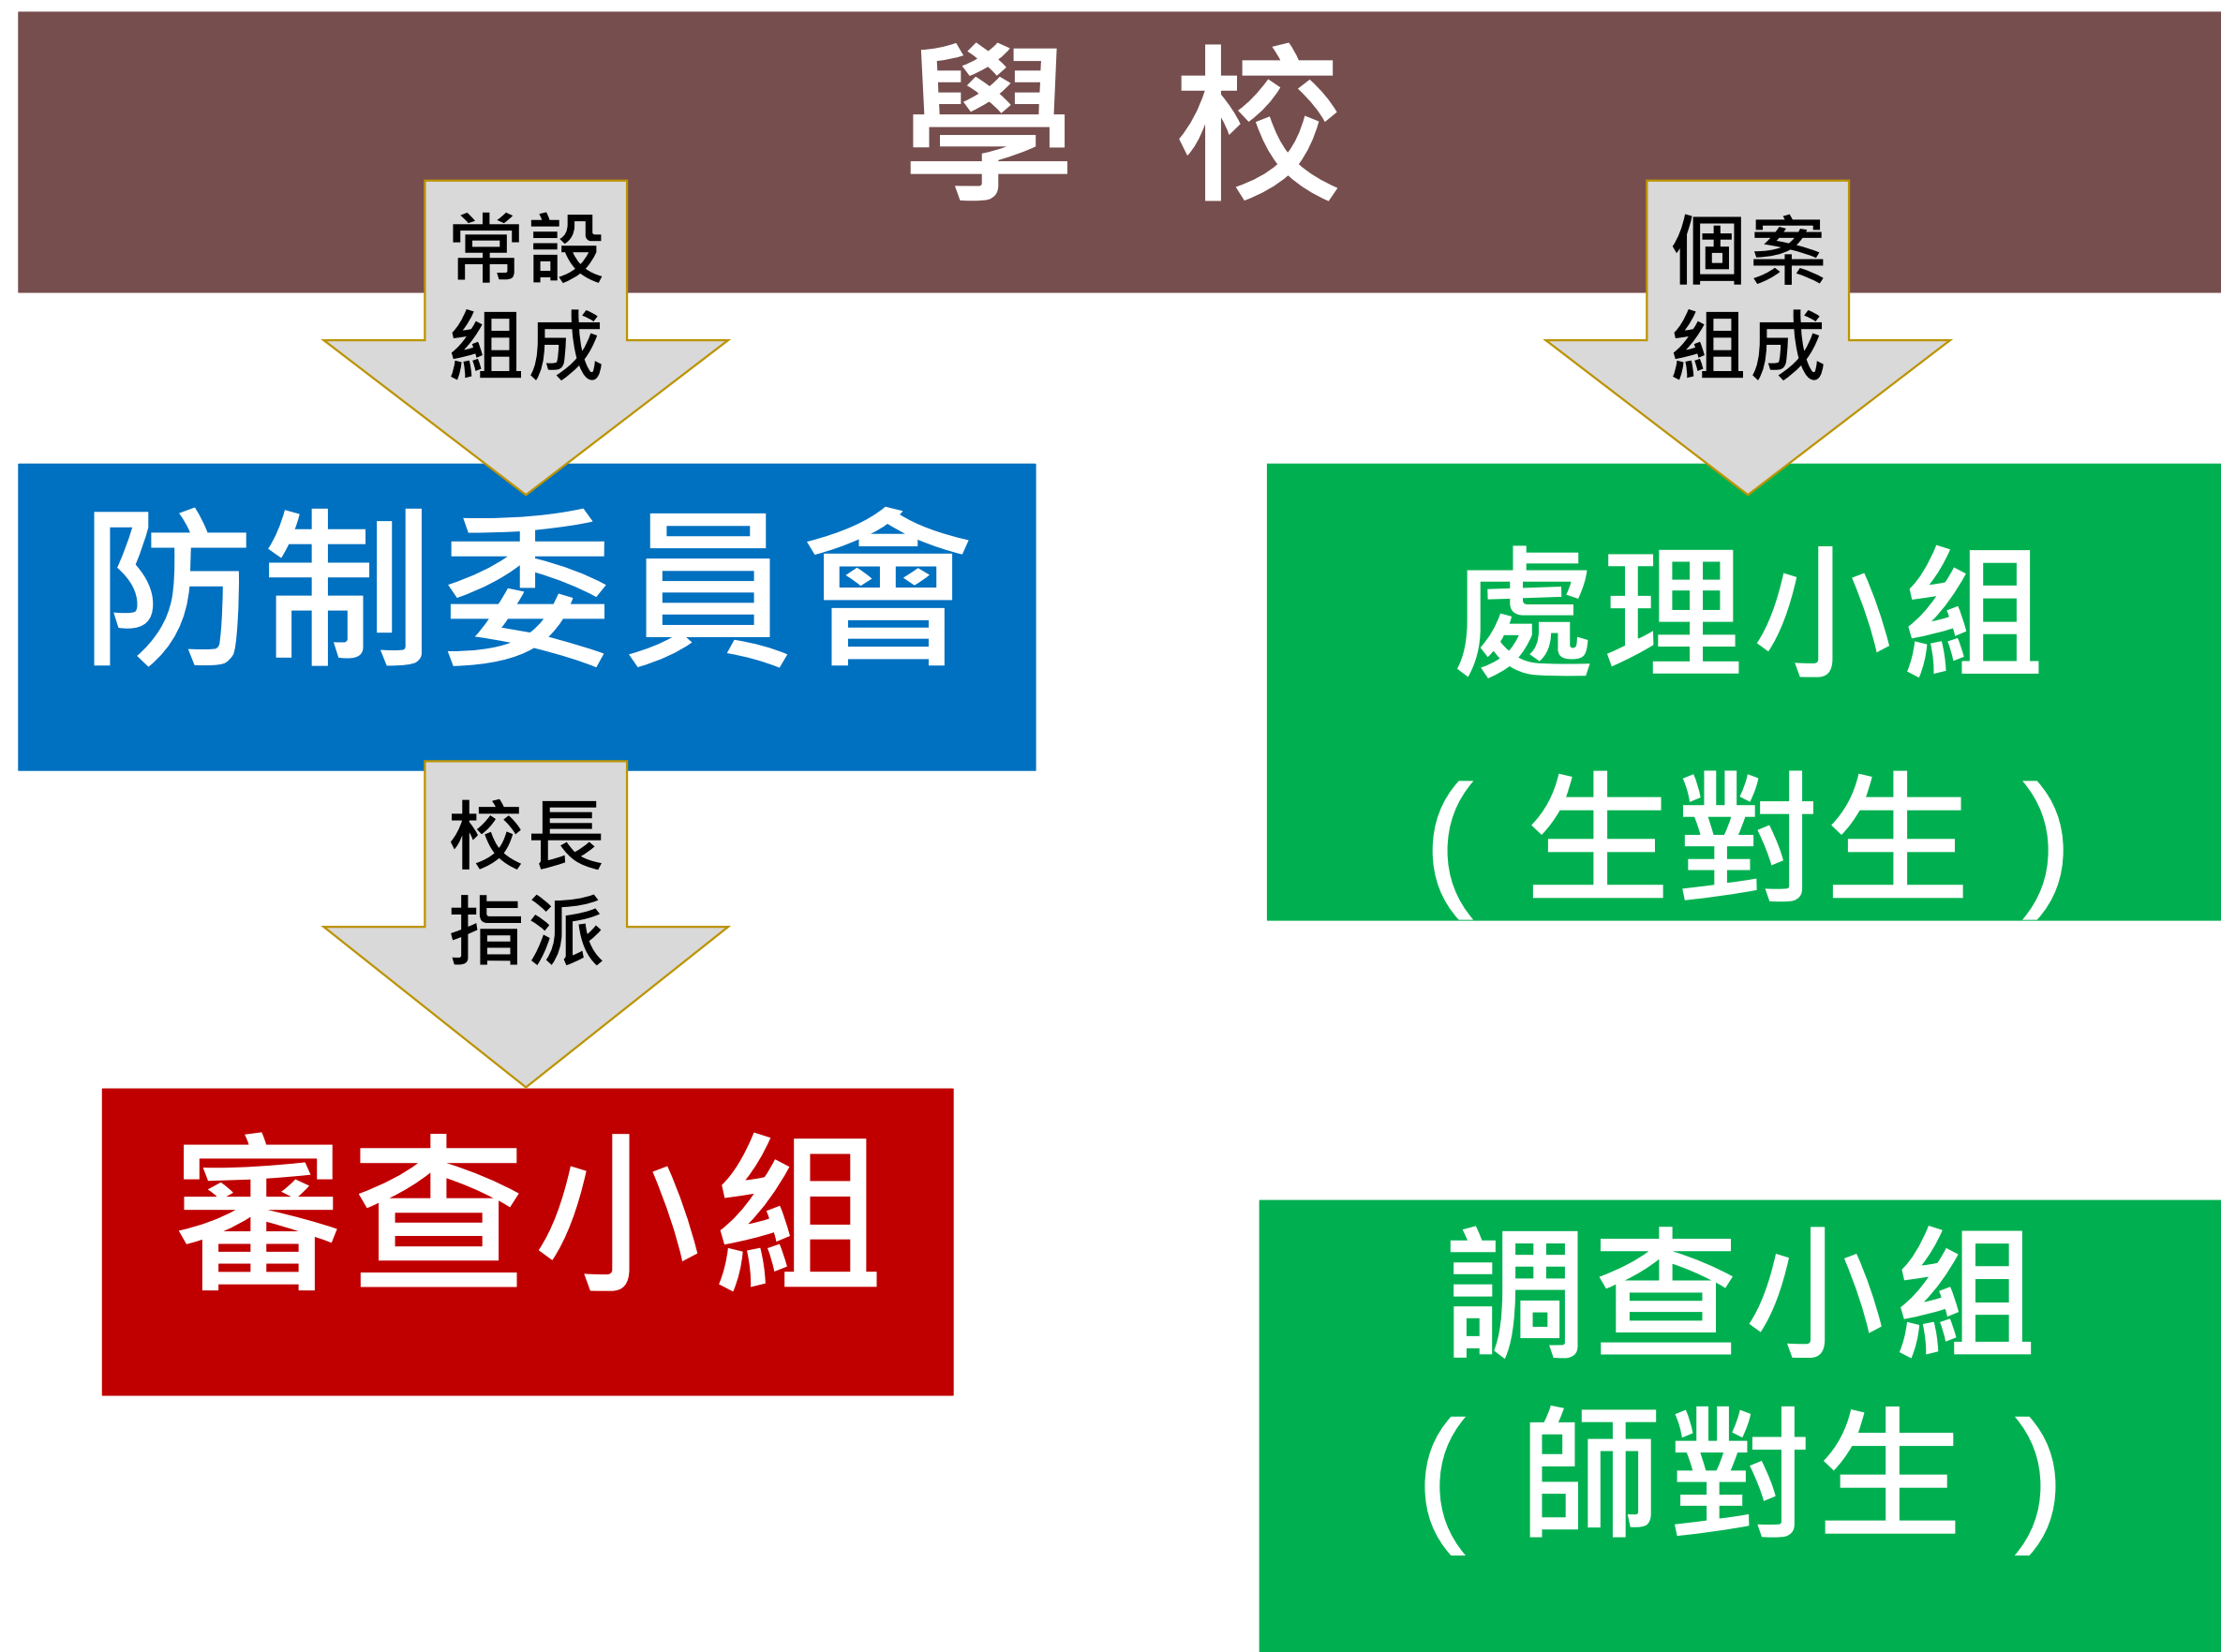 學 校
常設
組成
防制委員會
校長
指派
審查小組
個案
組成
處理小組
(生對生)
調查小組
(師對生)